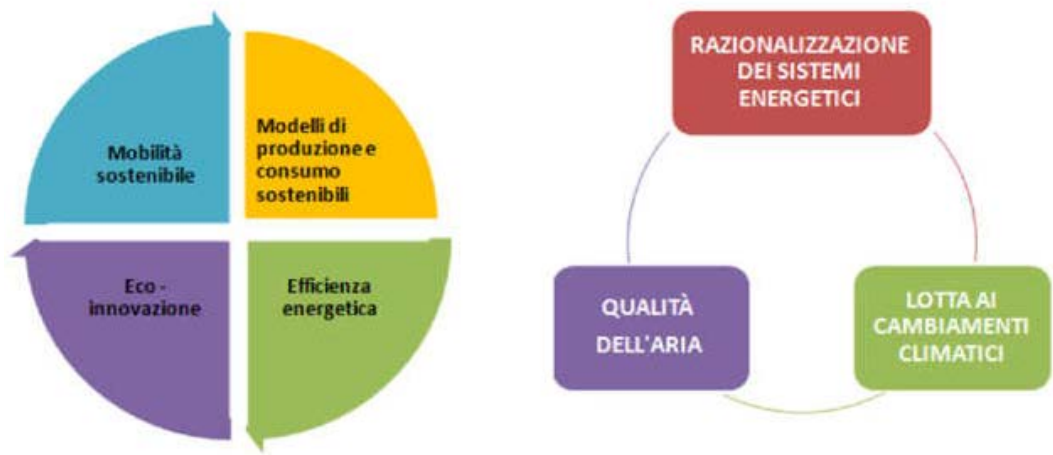 Mobilità
sostenibile
Modelli di
produzione e
consumo
sostenibili
Eco -
innovazione
Efficienza
energetica
RAZIONALIZZAZIONE
DEI SISTEMI
ENERGETICI
QUALITÀ
DELL'ARIA
LOTTA AI
CAMBIAMENTI
CLIMATICI